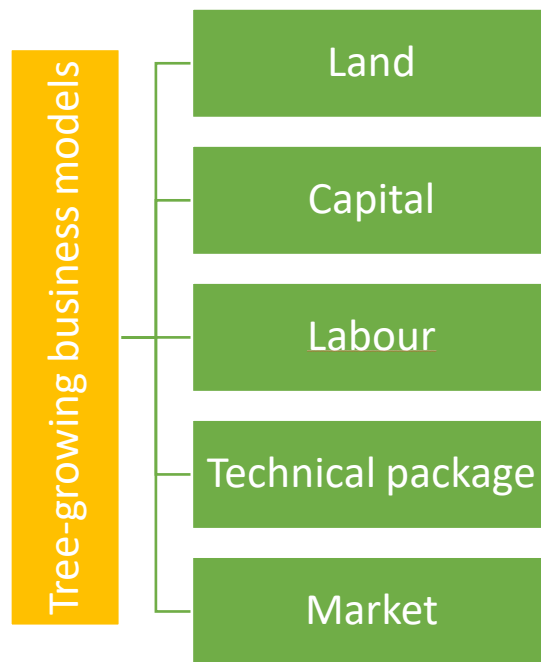 Tree-growing business models
Land
Capital
Labour
Technical package
Market